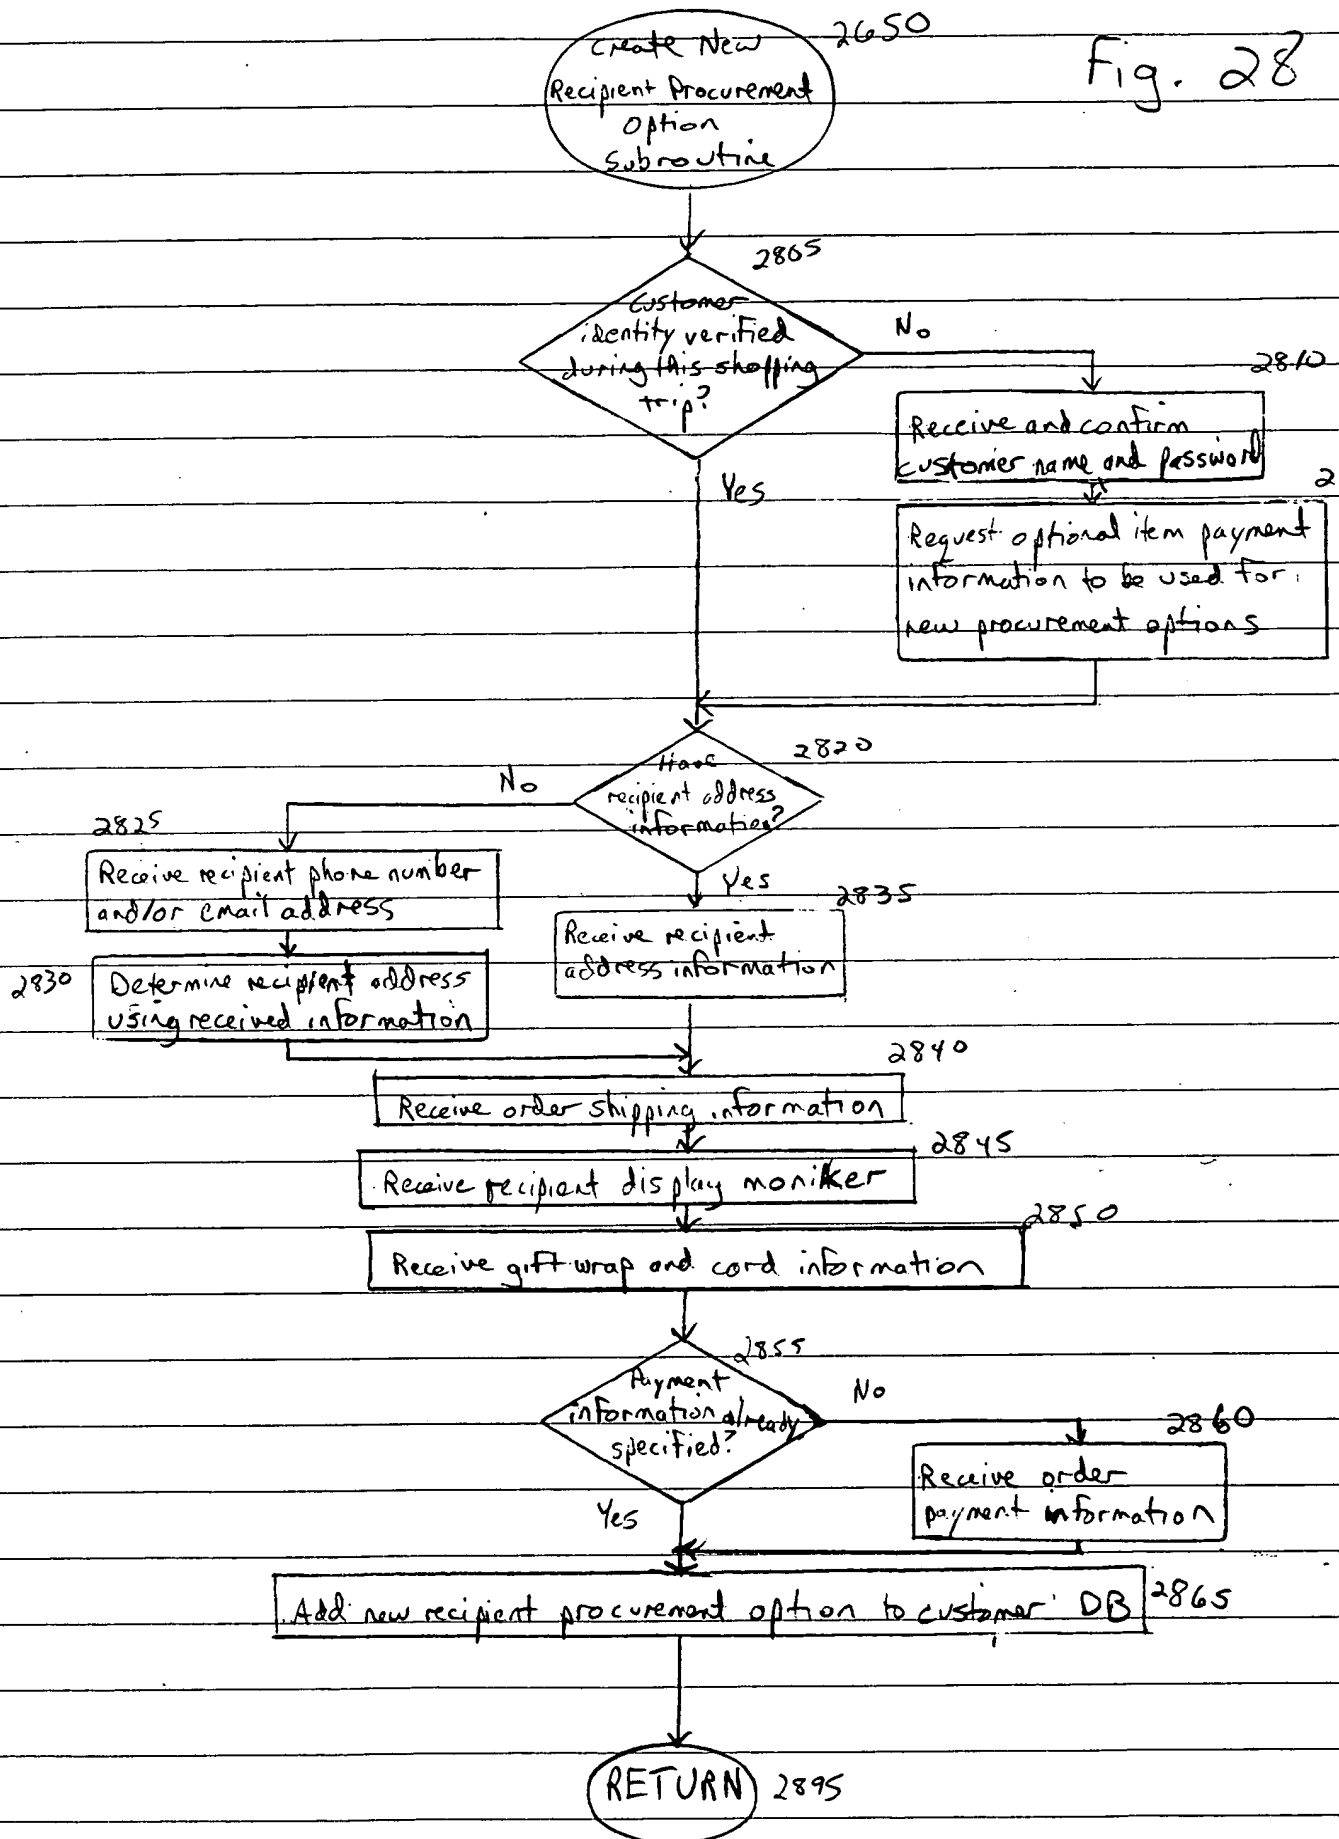 Fig. 28
2650
Create New
Recipient Procurement
Option
Subroutine
2805
Customer
identity verified
during this shopping
trip?
No
Yes
2810
Receive and confirm
customer name and password
2
Request optional item payment
information to be used for
new procurement options
2820
Have
recipient address
information?
No
Yes
2825
Receive recipient phone number
and/or email address
2830
Determine recipient address
using received information
2835
Receive recipient
address information
2840
Receive order shipping information
2845
Receive recipient display moniker
2850
Receive gift wrap and card information
2855
Payment
information already
specified?
No
Yes
2860
Receive order
payment information
Add new recipient procurement option to customer DB
2865
RETURN
2895